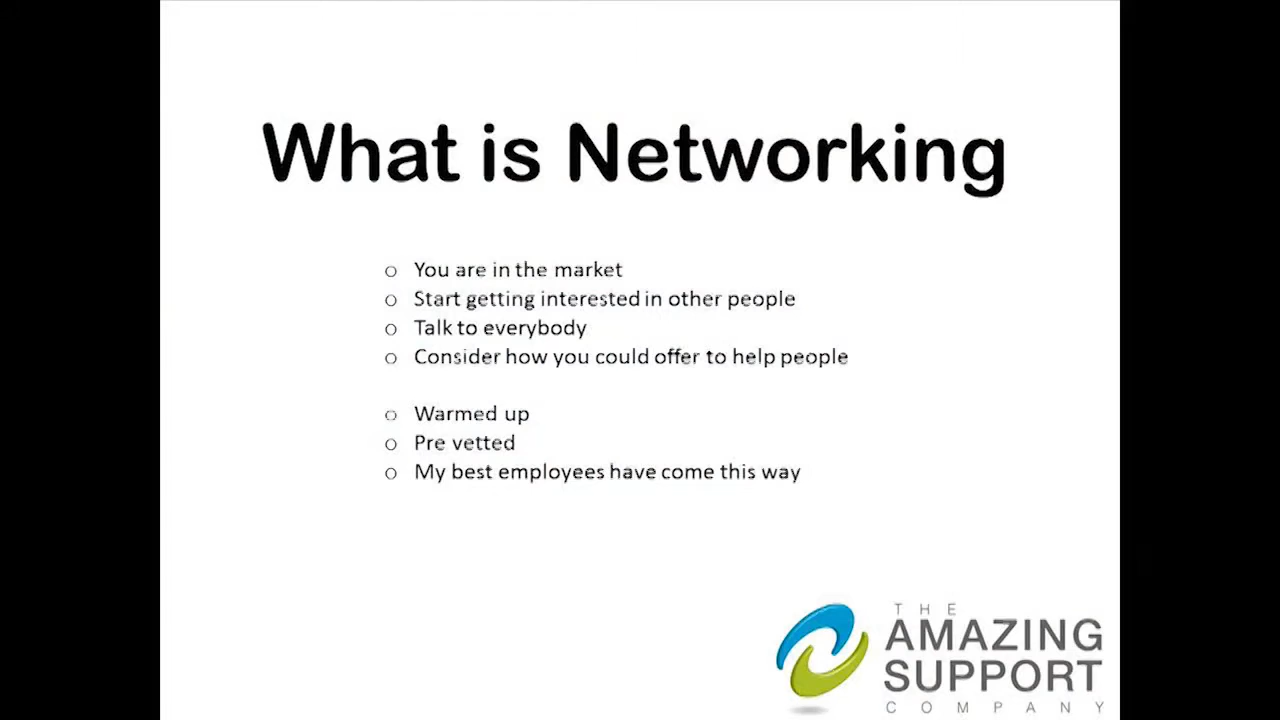 What is Networking
o You are in the market
o Start getting interested in other people
o Talk to everybody
o Consider how you could offer to help people
o Warmed up
o Pre vetted
o My best employees have come this way
THE
AMAZING
SUPPORT
COMPANY